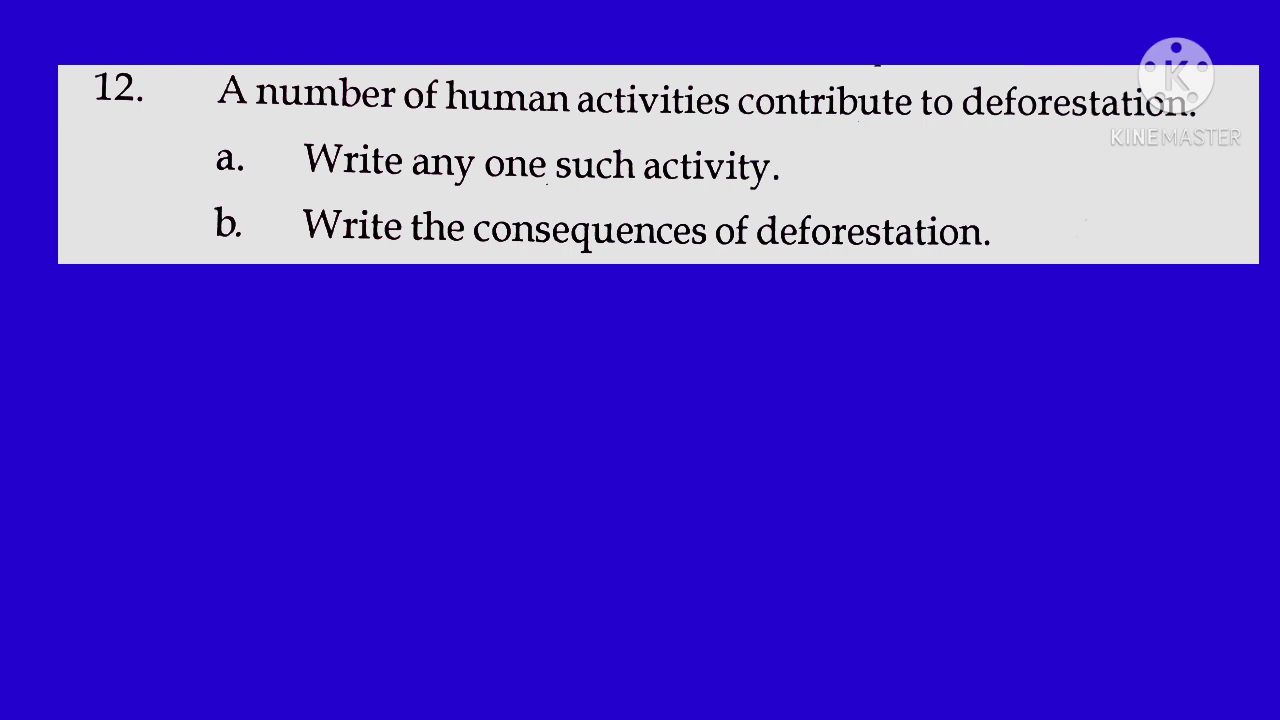 12. A number of human activities contribute to deforestation.
a. Write any one such activity.
b. Write the consequences of deforestation.
K
KINEMASTER